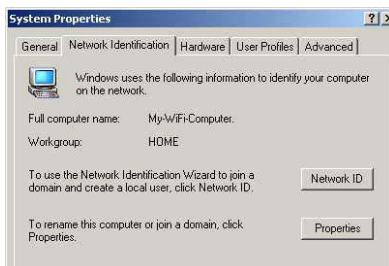 System Properties
General Network Identification Hardware User Profiles Advanced
Windows uses the following information to identify your computer
on the network.
Full computer name: My-WiFi-Computer.
Workgroup: HOME
To use the Network Identification Wizard to join a
domain and create a local user, click Network ID.
Network ID
To rename this computer or join a domain, click
Properties.
Properties